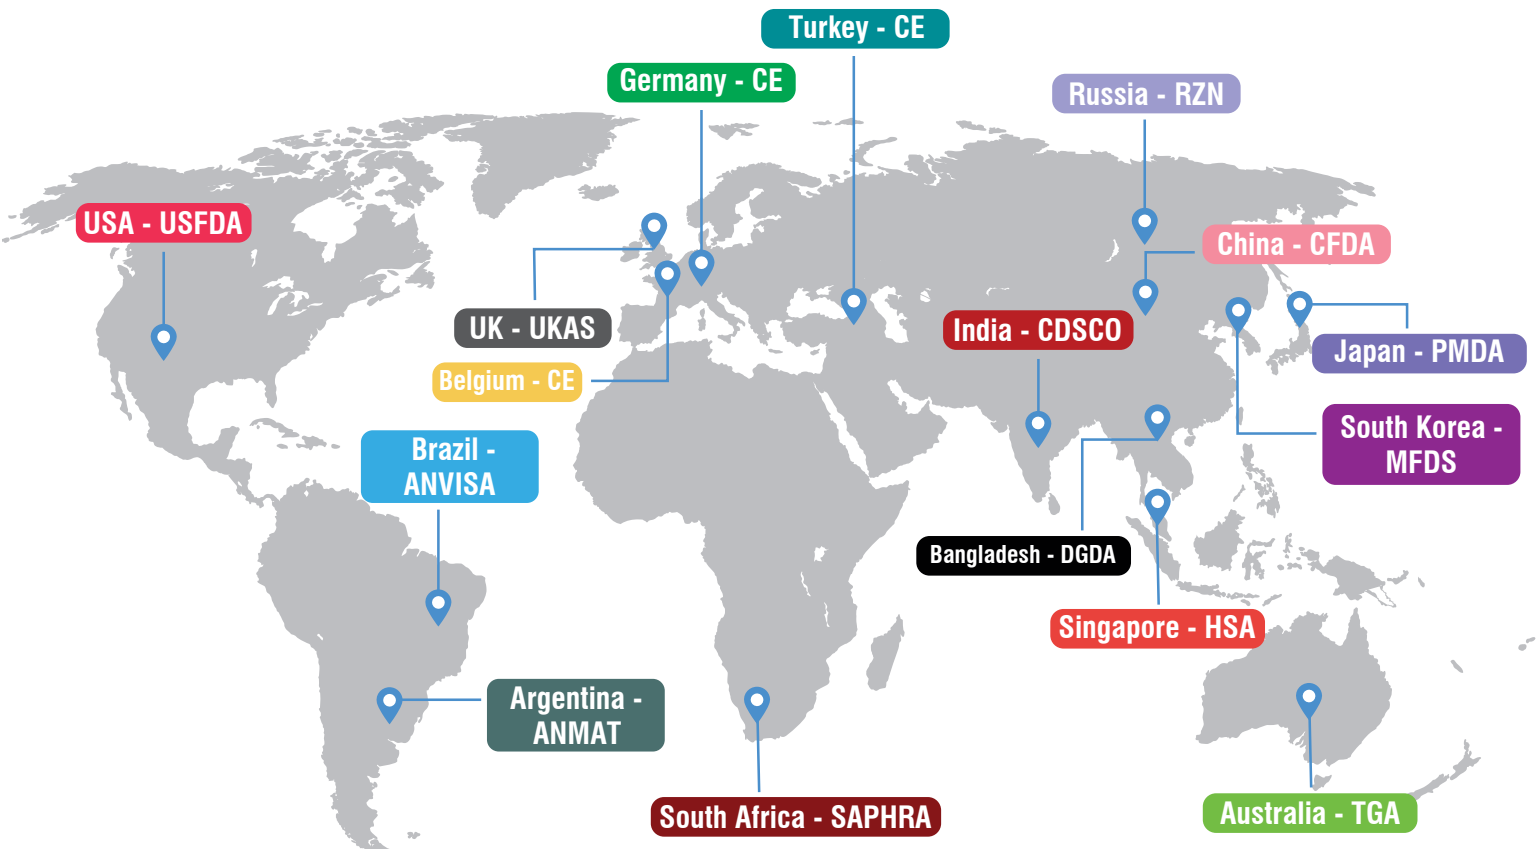 Turkey - CE
Germany - CE
Russia - RZN
USA - USFDA
China - CFDA
UK - UKAS
India - CDSCO
Japan - PMDA
Belgium - CE
Brazil -
ANVISA
South Korea -
MFDS
Bangladesh - DGDA
Singapore - HSA
Argentina -
ANMAT
South Africa - SAPHRA
Australia - TGA